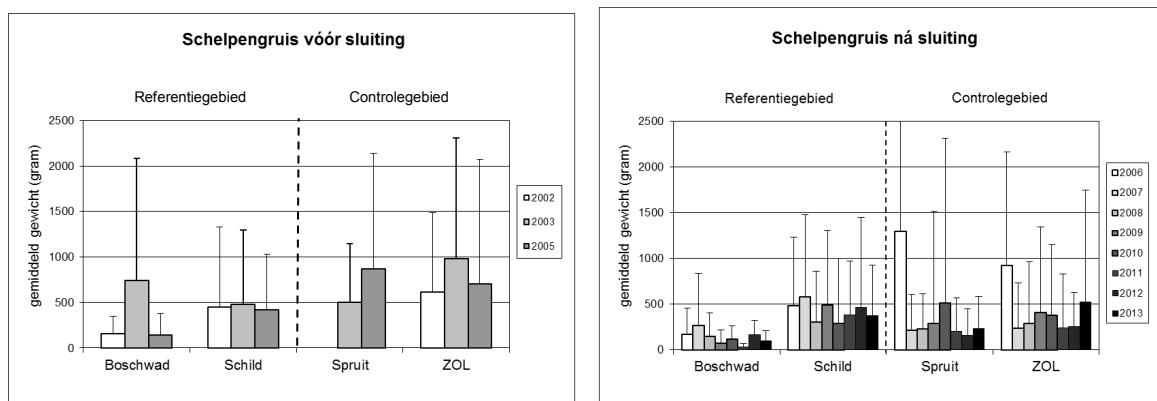 Schelpengruis vóór sluiting
Referentiegebied Controlegebied
gemiddeld gewicht (gram)
2500
2000
1500
1000
500
0
Boschwad Schild Spruit ZOL
2002
2003
2005
Schelpengruis ná sluiting
Referentiegebied Controlegebied
gemiddeld gewicht (gram)
2500
2000
1500
1000
500
0
Boschwad Schild Spruit ZOL
2006
2007
2008
2009
2010
2011
2012
2013